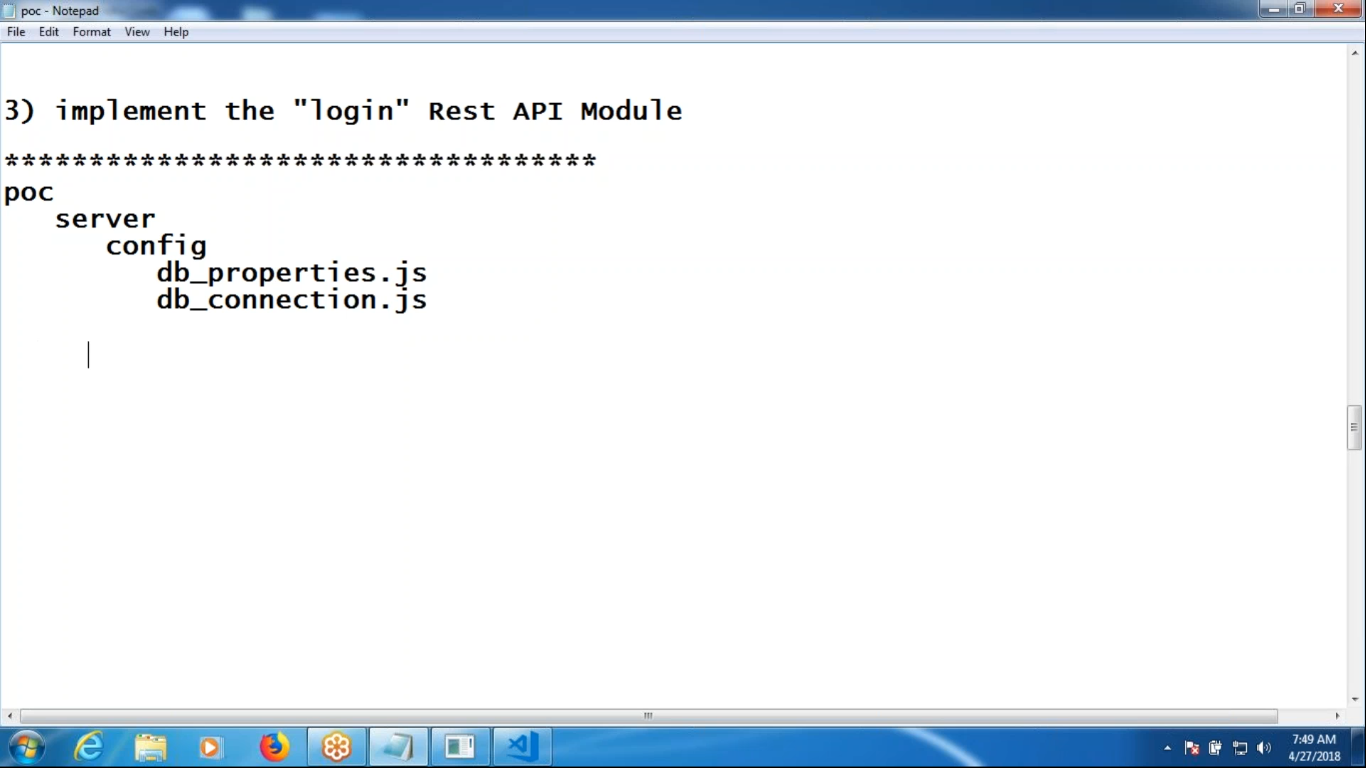 poc - Notepad
File Edit Format View Help
3) implement the "login" Rest API Module
***********************************
poc
server
config
db_properties.js
db_connection.js
7:49 AM
4/27/2018